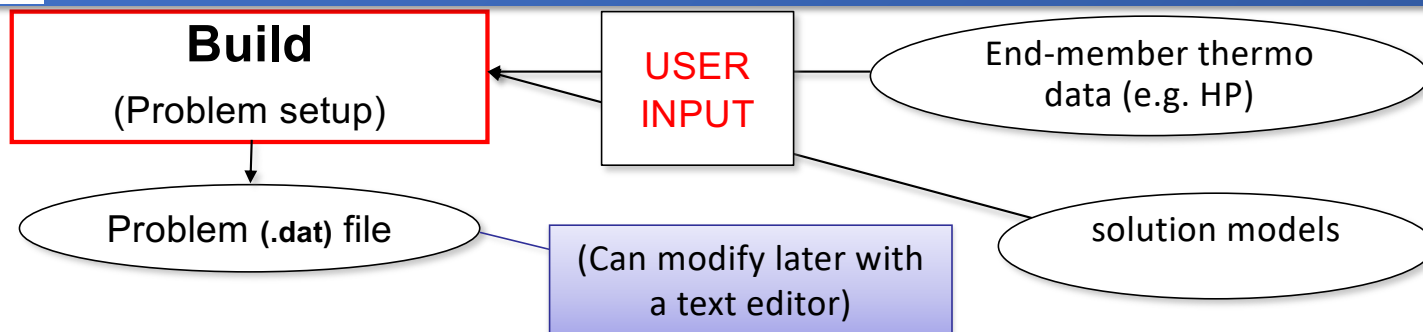 Build
(Problem setup)
USER
INPUT
End-member thermo
data (e.g. HP)
Problem (.dat) file
(Can modify later with
a text editor)
solution models